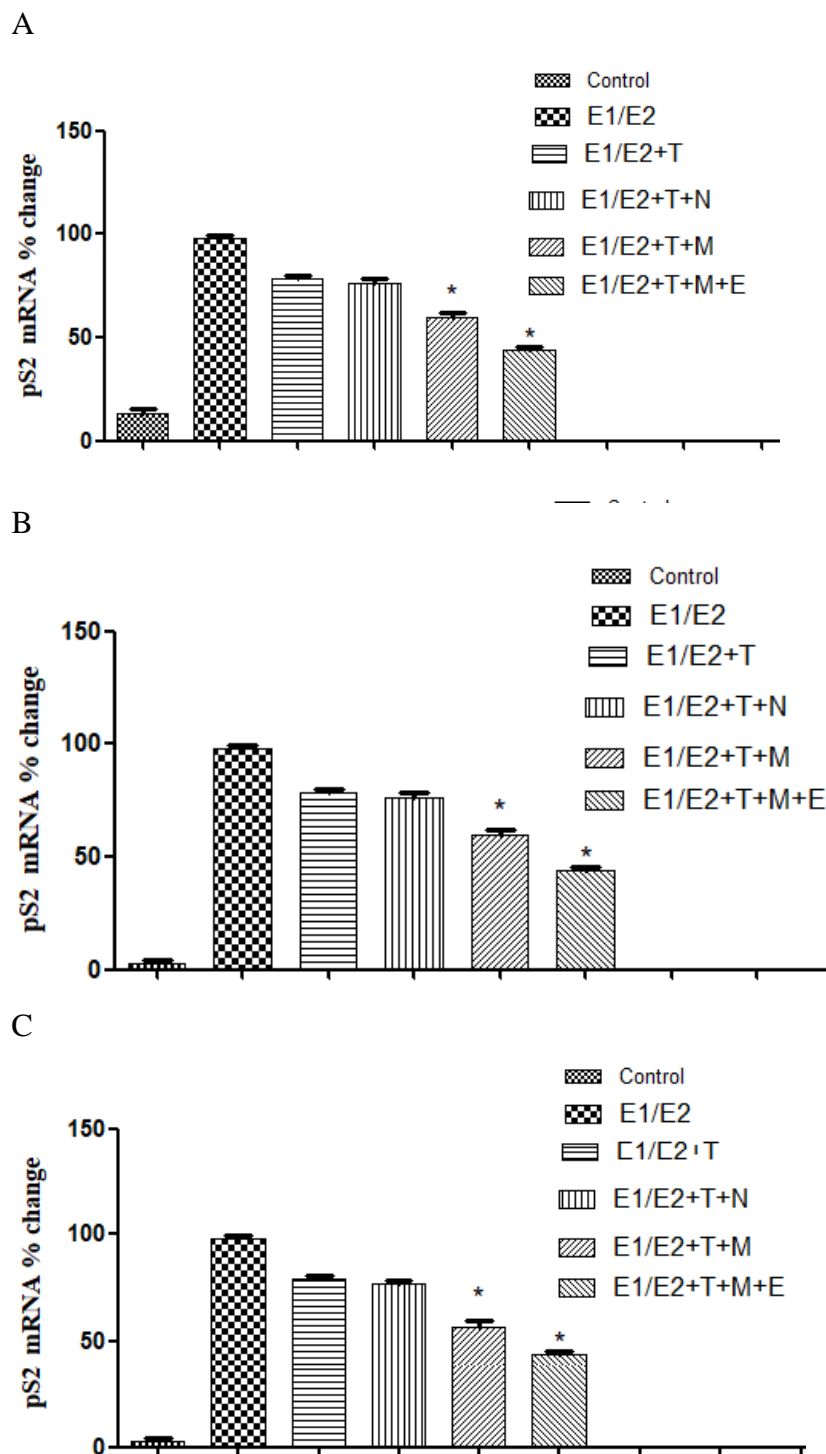 A
Control
E1/E2
E1/E2+T
E1/E2+T+N
E1/E2+T+M
E1/E2+T+M+E
pS2 mRNA % change
150
100
50
0
*
*
B
Control
E1/E2
E1/E2+T
E1/E2+T+N
E1/E2+T+M
E1/E2+T+M+E
pS2 mRNA % change
150
100
50
0
*
*
C
Control
E1/E2
E1/E2+T
E1/E2+T+N
E1/E2+T+M
E1/E2+T+M+E
pS2 mRNA % change
150
100
50
0
*
*